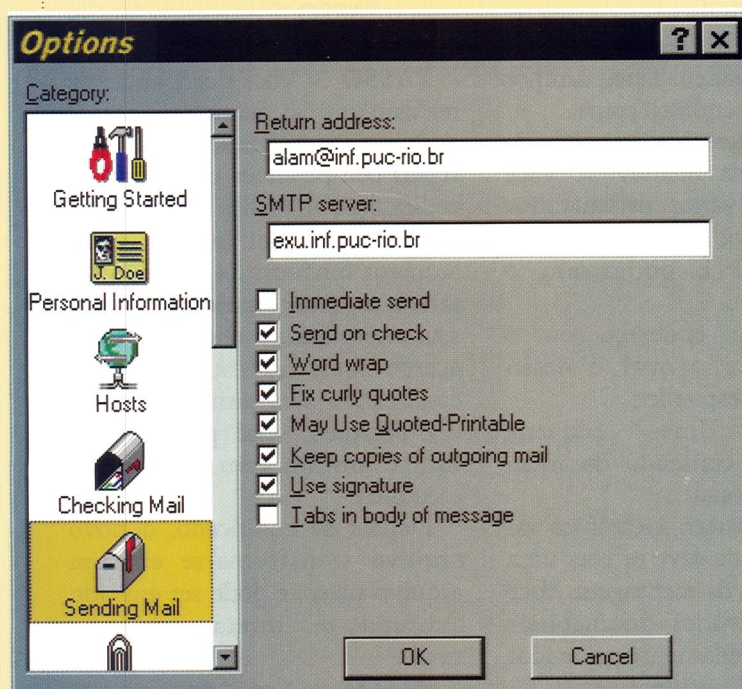 Options
Category:
Getting Started
J. Doe
Personal Information
Hosts
Checking Mail
Sending Mail
Return address:
alam@inf.puc-rio.br
SMTP server:
exu.inf.puc-rio.br
Immediate send
Send on check
Word wrap
Fix curly quotes
May Use Quoted-Printable
Keep copies of outgoing mail
Use signature
Tabs in body of message
OK
Cancel